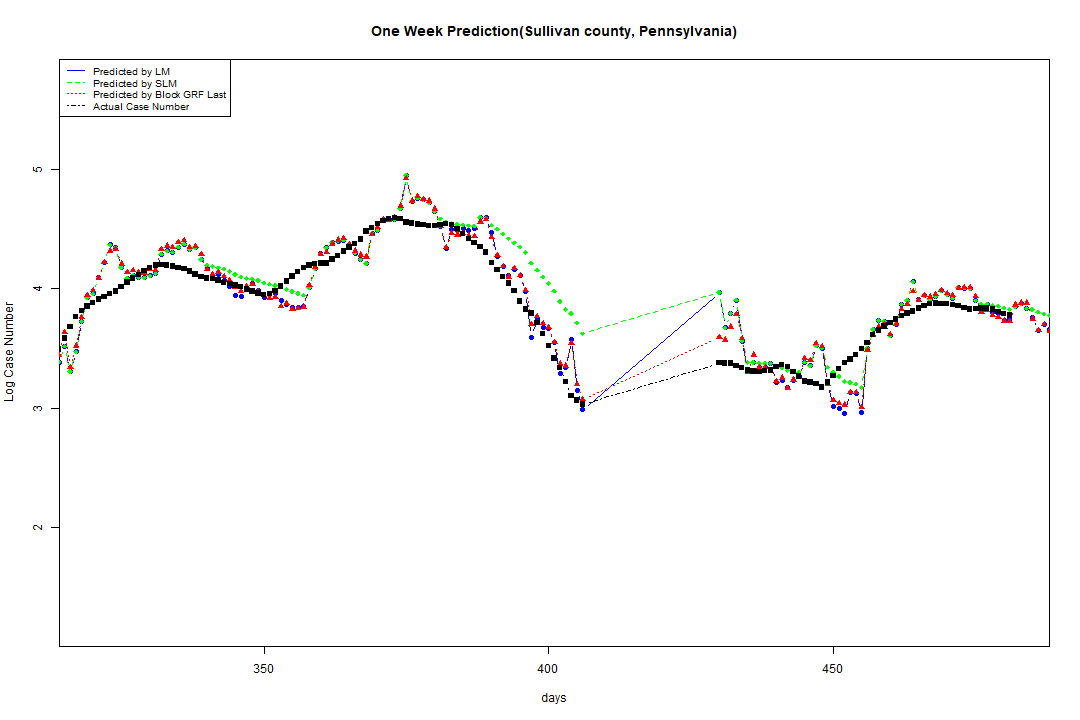 One Week Prediction(Sullivan county, Pennsylvania)
Predicted by LM
Predicted by SLM
Predicted by Block GRF Last
Actual Case Number
5
4
3
2
Log Case Number
350
400
450
days